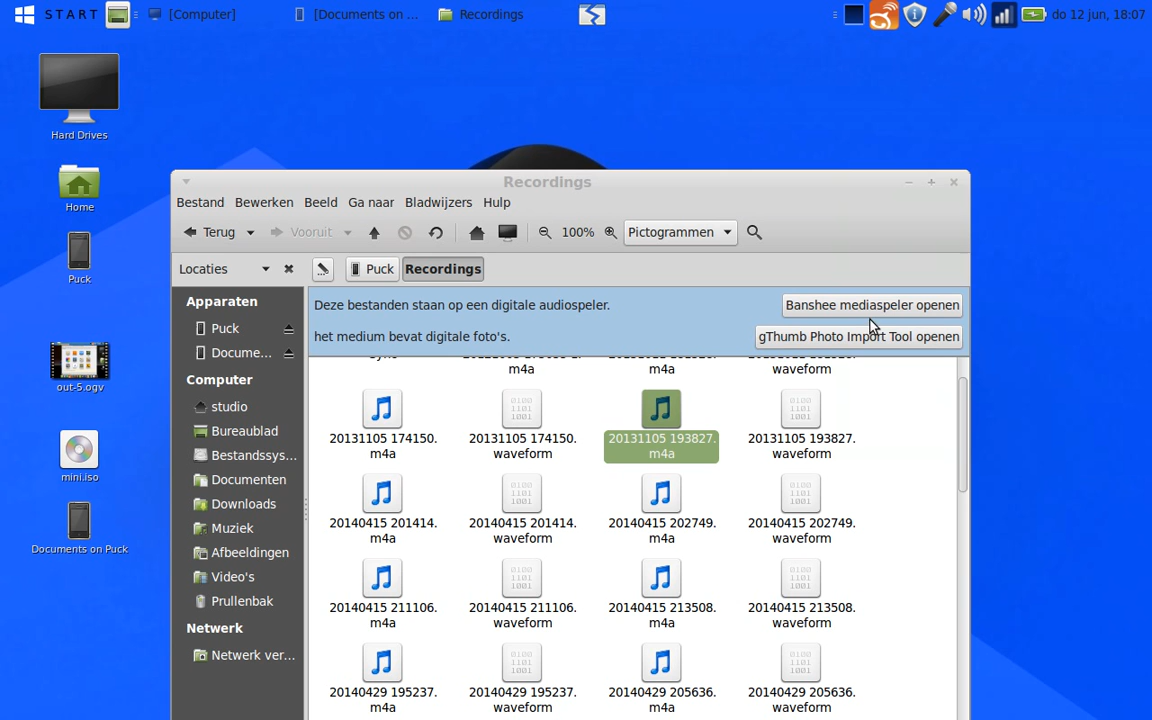 START
[Computer]
[Documents on ...
Recordings
do 12 jun, 18:07
Hard Drives
Home
Puck
out-5.ogv
mini.iso
Documents on Puck
Recordings
Bestand Bewerken Beeld Ga naar Bladwijzers Hulp
Terug Vooruit 100% Pictogrammen
Locaties Puck Recordings
Apparaten
Puck
Docume...
Computer
studio
Bureaublad
Bestandssys...
Documenten
Downloads
Muziek
Afbeeldingen
Video's
Prullenbak
Netwerk
Netwerk ver...
Deze bestanden staan op een digitale audiospeler. Banshee mediaspeler openen
het medium bevat digitale foto's. gThumb Photo Import Tool openen
m4a m4a waveform
20131105 174150. 20131105 174150. 20131105 193827. 20131105 193827.
m4a waveform m4a waveform
20140415 201414. 20140415 201414. 20140415 202749. 20140415 202749.
m4a waveform m4a waveform
20140415 211106. 20140415 211106. 20140415 213508. 20140415 213508.
m4a waveform m4a waveform
20140429 195237. 20140429 195237. 20140429 205636. 20140429 205636.
m4a waveform m4a waveform